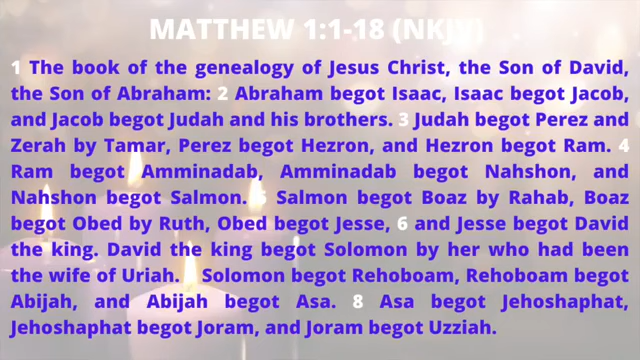 MATTHEW 1:1-18 (NKJV)
1 The book of the genealogy of Jesus Christ, the Son of David,
the Son of Abraham: 2 Abraham begot Isaac, Isaac begot Jacob,
and Jacob begot Judah and his brothers. 3 Judah begot Perez and
Zerah by Tamar, Perez begot Hezron, and Hezron begot Ram. 4
Ram begot Amminadab, Amminadab begot Nahshon, and
Nahshon begot Salmon. 5 Salmon begot Boaz by Rahab, Boaz
begot Obed by Ruth, Obed begot Jesse, 6 and Jesse begot David
the king. David the king begot Solomon by her who had been
the wife of Uriah. Solomon begot Rehoboam, Rehoboam begot
Abijah, and Abijah begot Asa. 8 Asa begot Jehoshaphat,
Jehoshaphat begot Joram, and Joram begot Uzziah.